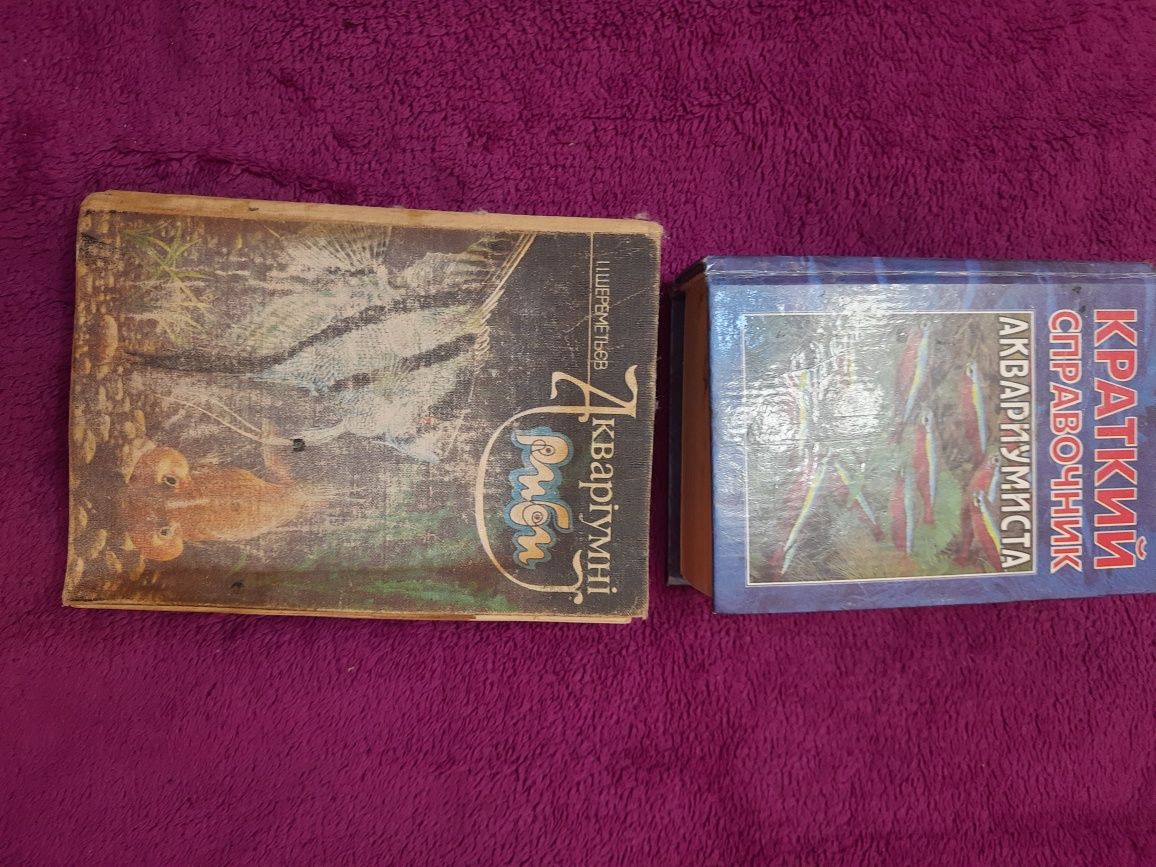 І.ШЕРЕМЕТЬЄВ
Акваріумні
риби
КРАТКИЙ
СПРАВОЧНИК
АКВАРИУМИСТА